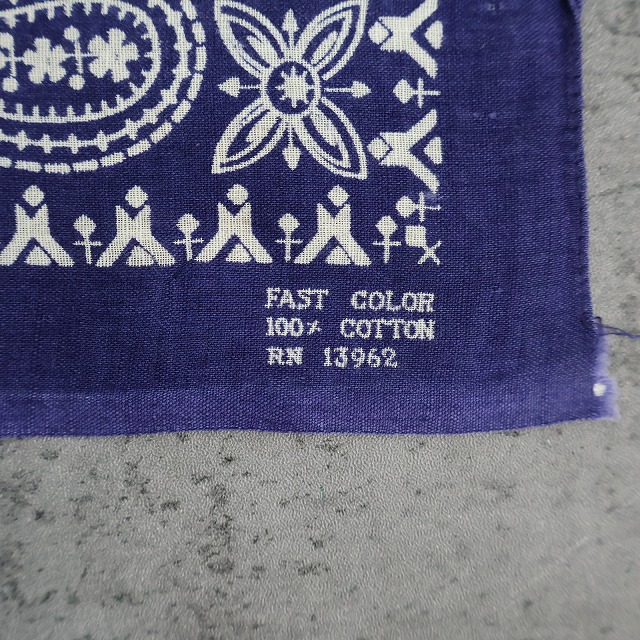 FAST COLOR
100% COTTON
RN 13962